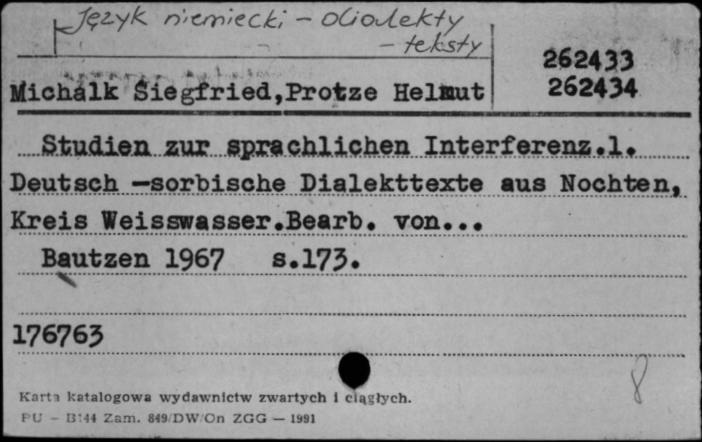 Język niemiecki - dialekty
- teksty
262433
262434
Michalk Siegfried,Protze Helmut
Studien zur sprachlichen Interferenz.1.
Deutsch -sorbische Dialekttexte aus Nochten,
Kreis Weisswasser.Bearb. von...
Bautzen 1967 s.173.
176763
8
Karta katalogowa wydawnictw zwartych i ciągłych.
PU - B144 Zam. 849/DW/On ZGG — 1991